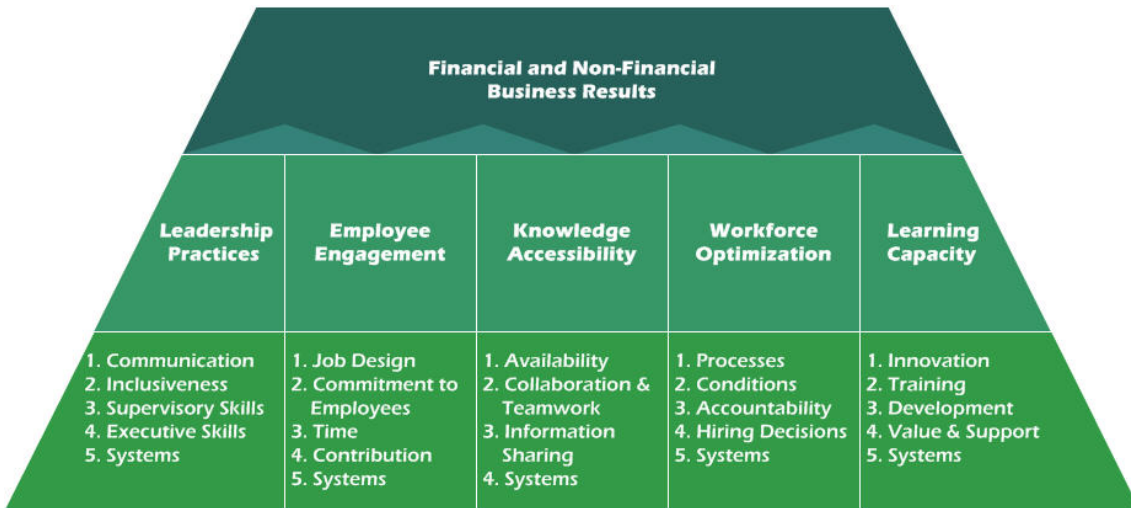 Financial and Non-Financial
Business Results
Leadership
Practices
Employee
Engagement
Knowledge
Accessibility
Workforce
Optimization
Learning
Capacity
1. Communication
2. Inclusiveness
3. Supervisory Skills
4. Executive Skills
5. Systems
1. Job Design
2. Commitment to
Employees
3. Time
4. Contribution
5. Systems
1. Availability
2. Collaboration &
Teamwork
3. Information
Sharing
4. Systems
1. Processes
2. Conditions
3. Accountability
4. Hiring Decisions
5. Systems
1. Innovation
2. Training
3. Development
4. Value & Support
5. Systems